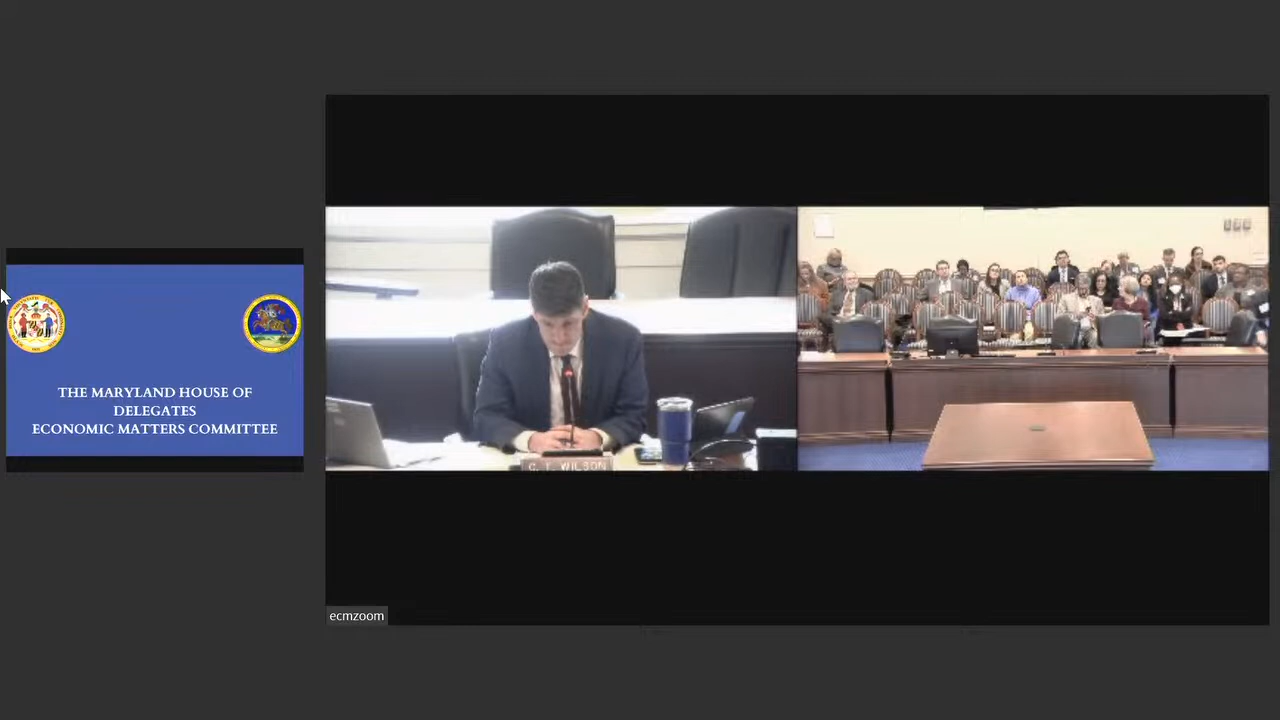 THE MARYLAND HOUSE OF
DELEGATES
ECONOMIC MATTERS COMMITTEE
C. T. WILSON
ecmzoom